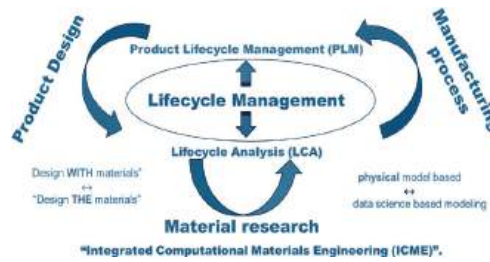 Product Design
Product Lifecycle Management (PLM)
Manufacturing
process
Lifecycle Management
Lifecycle Analysis (LCA)
Design WITH materials"
↔
"Design THE materials"
physical model based
↔
data science based modeling
Material research
"Integrated Computational Materials Engineering (ICME)".